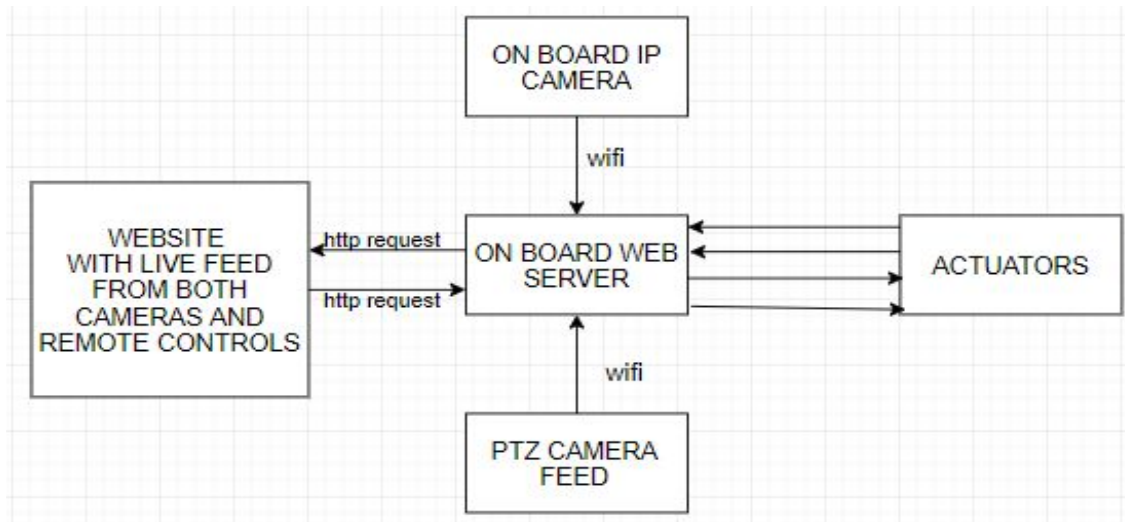 ON BOARD IP
CAMERA
wifi
WEBSITE
WITH LIVE FEED
FROM BOTH
CAMERAS AND
REMOTE CONTROLS
http request
http request
ON BOARD WEB
SERVER
ACTUATORS
wifi
PTZ CAMERA
FEED